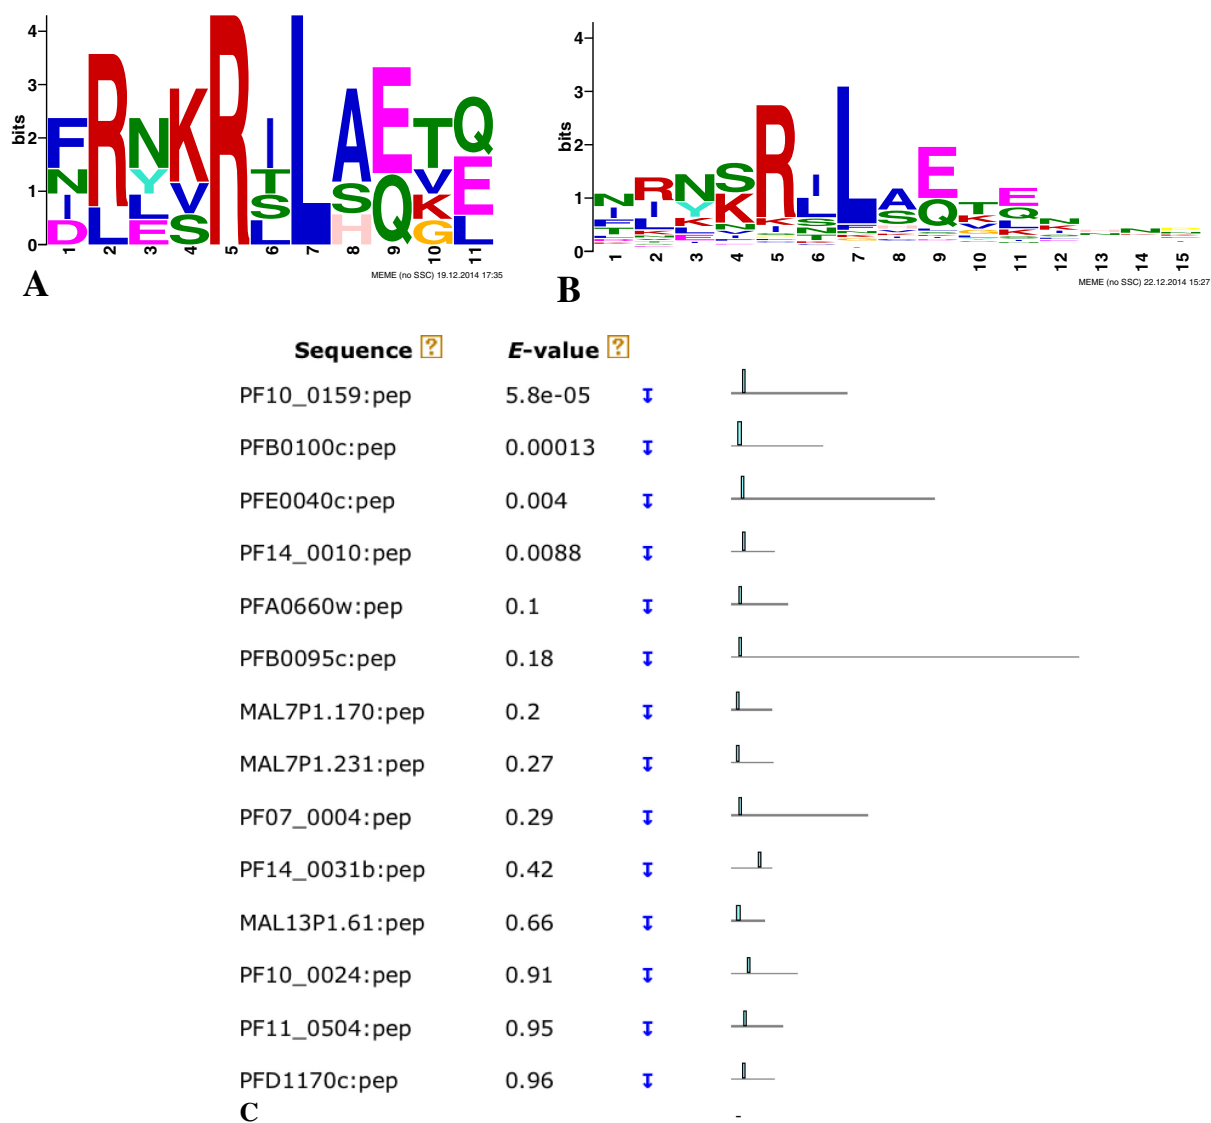 bits
4
3
2
1
0
F N I D
R L
N Y L E
K V S
R
I T S L
L
A S H
E Q
T V K G
Q E L
1 2 3 4 5 6 7 8 9 10 11
MEME (no SSC) 19.12.2014 17:35
A
bits
4
3
2
1
0
1 2 3 4 5 6 7 8 9 10 11 12 13 14 15
MEME (no SSC) 22.12.2014 15:27
B
Sequence ? E-value ?
PF10_0159:pep 5.8e-05 ↧
PFB0100c:pep 0.00013 ↧
PFE0040c:pep 0.004 ↧
PF14_0010:pep 0.0088 ↧
PFA0660w:pep 0.1 ↧
PFB0095c:pep 0.18 ↧
MAL7P1.170:pep 0.2 ↧
MAL7P1.231:pep 0.27 ↧
PF07_0004:pep 0.29 ↧
PF14_0031b:pep 0.42 ↧
MAL13P1.61:pep 0.66 ↧
PF10_0024:pep 0.91 ↧
PF11_0504:pep 0.95 ↧
PFD1170c:pep 0.96 ↧
C